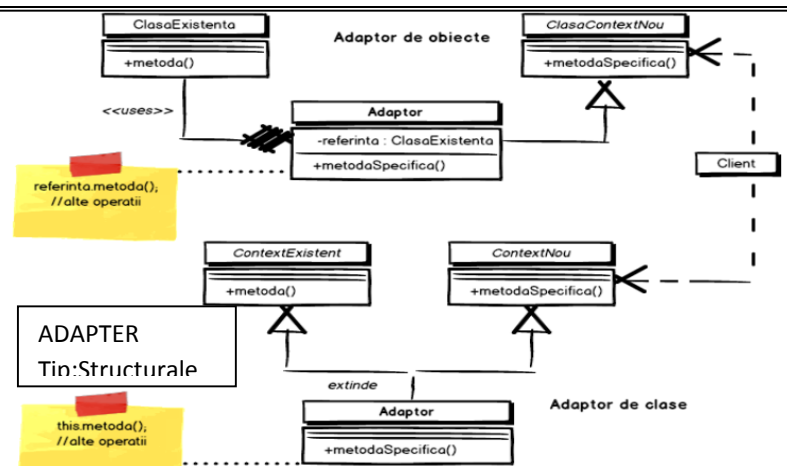 ClasaExistenta
+metoda()
Adaptor de obiecte
ClasaContextNou
+metodaSpecifica()
<<uses>>
Adaptor
-referinta : ClasaExistenta
+metodaSpecifica()
Client
referinta.metoda();
//alte operatii
ContextExistent
+metoda()
ContextNou
+metodaSpecifica()
ADAPTER
Tip:Structurale
extinde
Adaptor
+metodaSpecifica()
Adaptor de clase
this.metoda();
//alte operatii